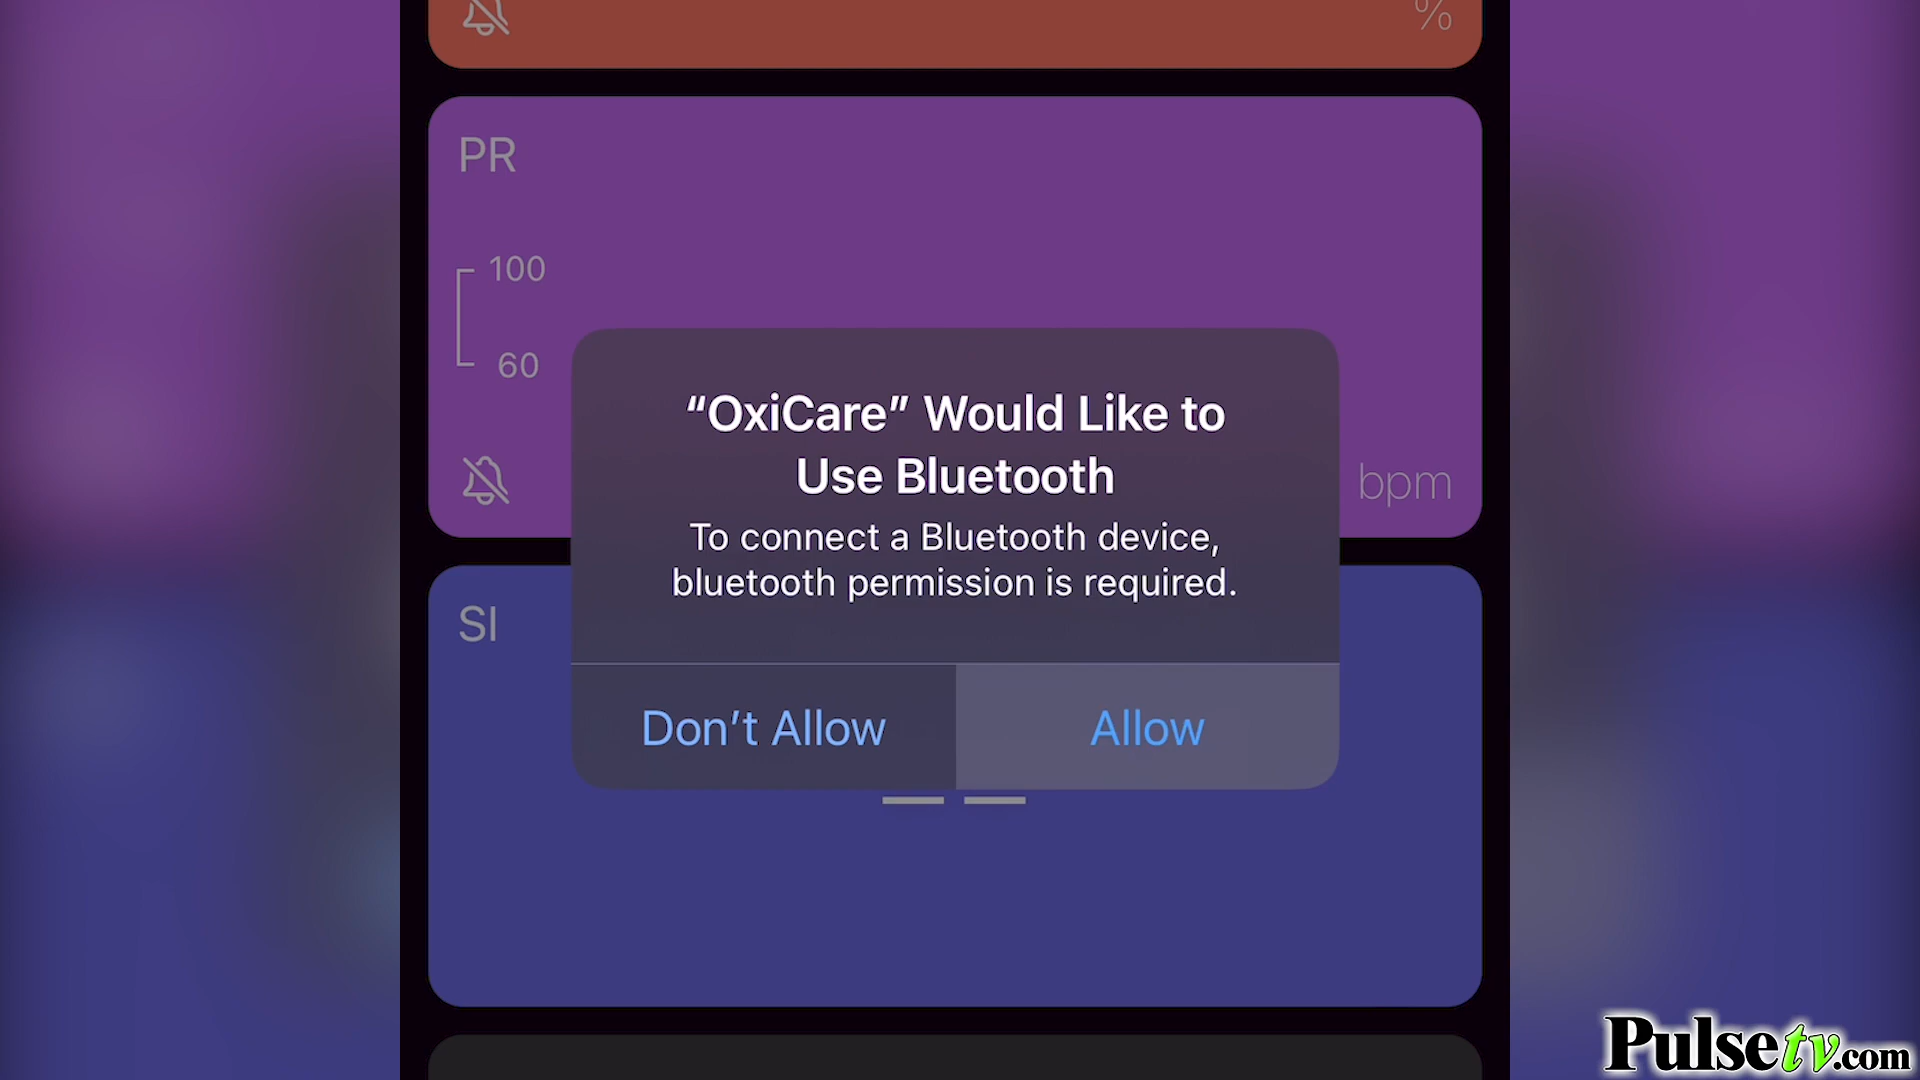 %
PR
100
60
bpm
“OxiCare” Would Like to
Use Bluetooth
To connect a Bluetooth device,
bluetooth permission is required.
Don’t Allow
Allow
SI
Pulsetv.com